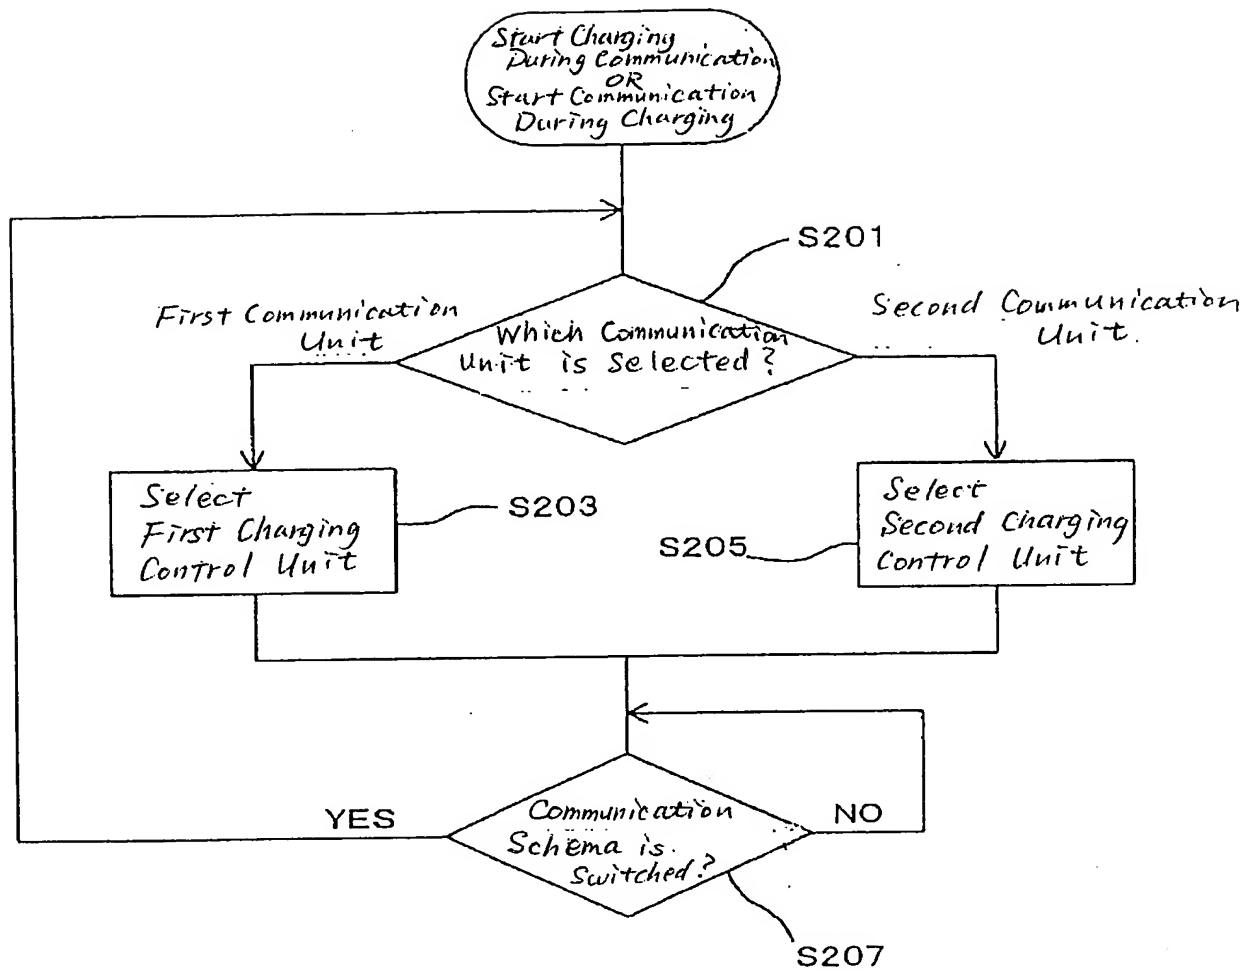 Start Charging
During Communication
OR
Start Communication
During Charging
S201
First Communication
Unit
Second Communication
Unit.
Which Communication
Unit is Selected?
Select
First Charging
Control Unit
S203
Select
Second Charging
Control Unit
S205
YES
Communication
Schema is
Switched?
NO
S207